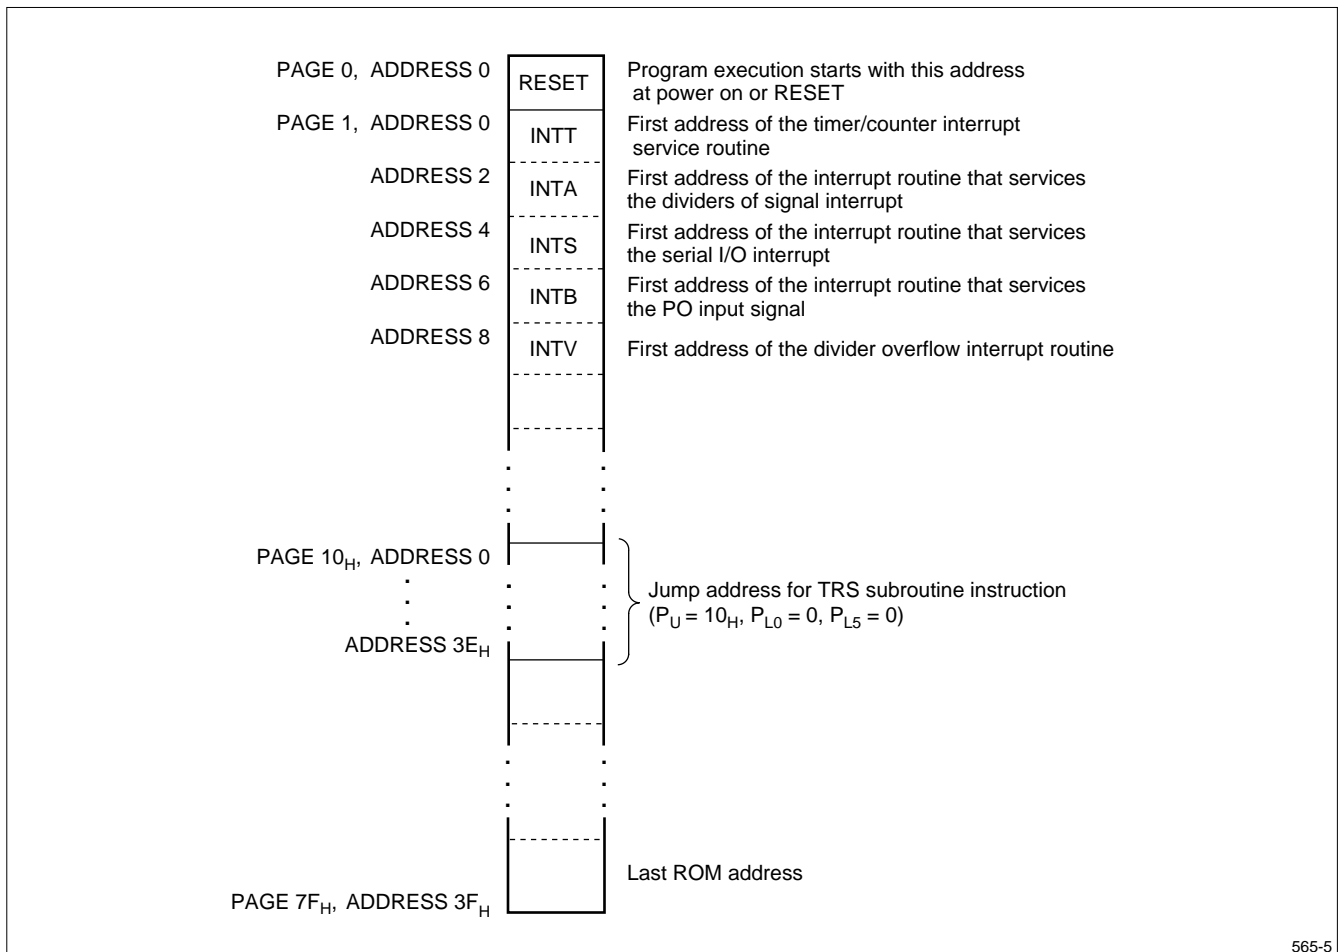 PAGE 0, ADDRESS 0 RESET Program execution starts with this address
at power on or RESET
PAGE 1, ADDRESS 0 INTT First address of the timer/counter interrupt
service routine
ADDRESS 2 INTA First address of the interrupt routine that services
the dividers of signal interrupt
ADDRESS 4 INTS First address of the interrupt routine that services
the serial I/O interrupt
ADDRESS 6 INTB First address of the interrupt routine that services
the PO input signal
ADDRESS 8 INTV First address of the divider overflow interrupt routine
PAGE 10H, ADDRESS 0
Jump address for TRS subroutine instruction
(PU = 10H, PL0 = 0, PL5 = 0)
ADDRESS 3EH
Last ROM address
PAGE 7FH, ADDRESS 3FH
565-5